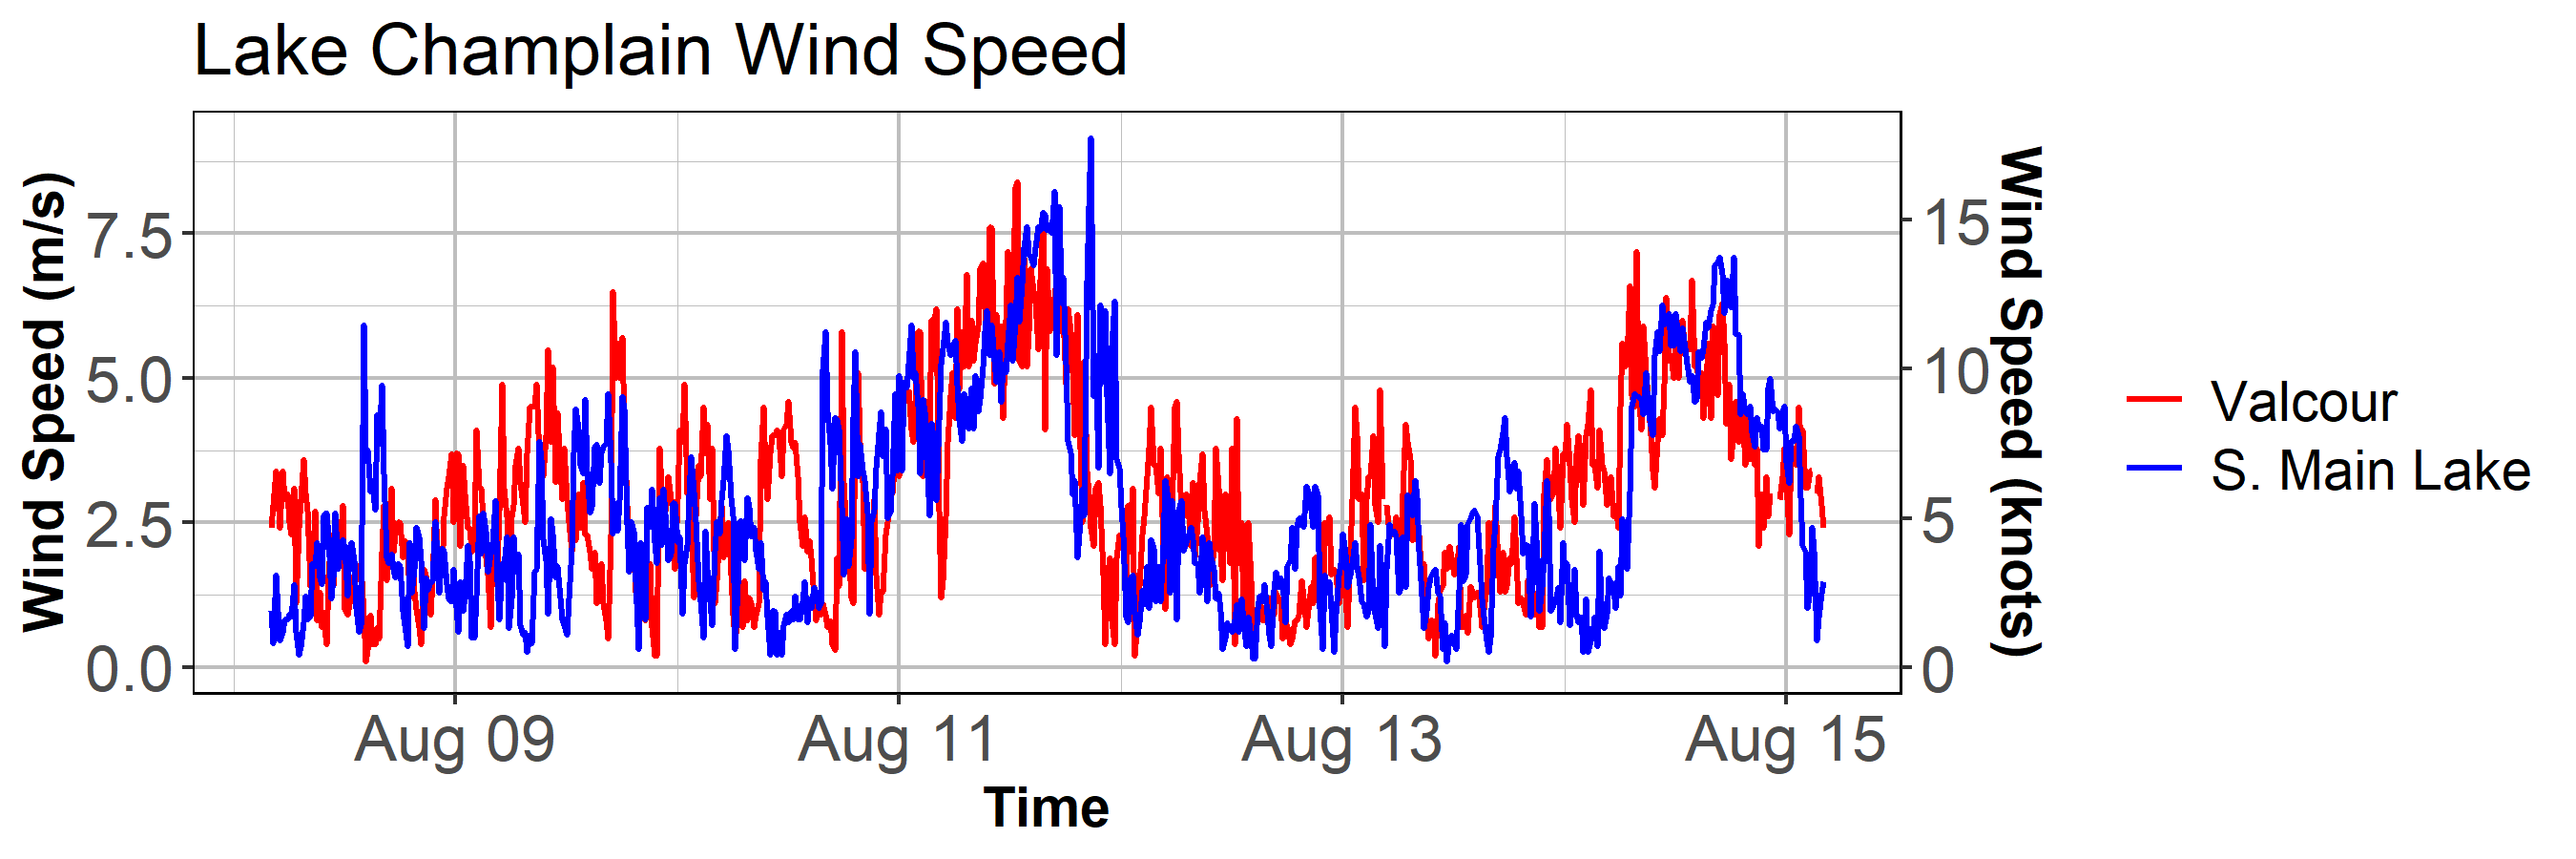 Lake Champlain Wind Speed
Wind Speed (m/s)
7.5
5.0
2.5
0.0
15
10
5
0
Wind Speed (knots)
Valcour
S. Main Lake
Aug 09
Aug 11
Aug 13
Aug 15
Time